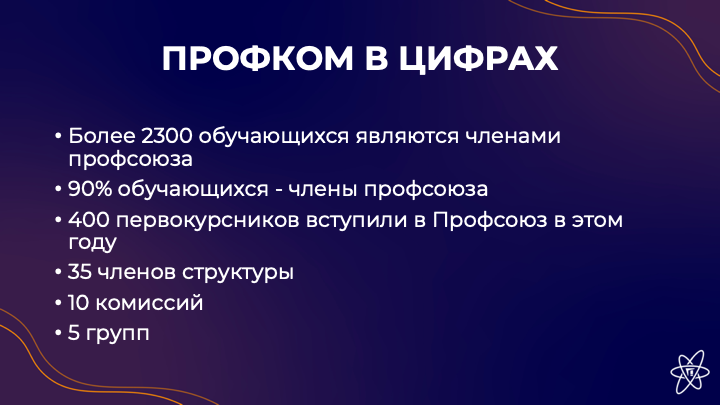 ПРОФКОМ В ЦИФРАХ
• Более 2300 обучающихся являются членами
профсоюза
• 90% обучающихся - члены профсоюза
• 400 первокурсников вступили в Профсоюз в этом
году
• 35 членов структуры
• 10 комиссий
• 5 групп